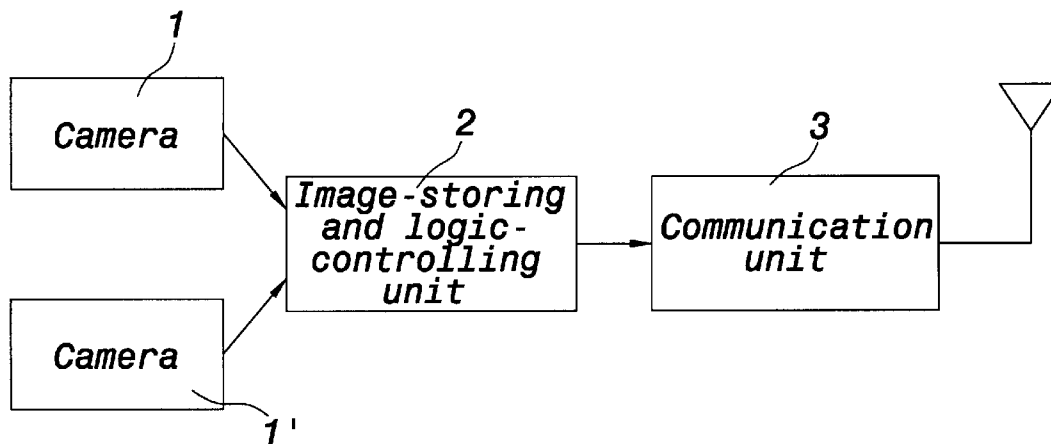 1
Camera
2
Image-storing
and logic-
controlling
unit
3
Communication
unit
Camera
1'